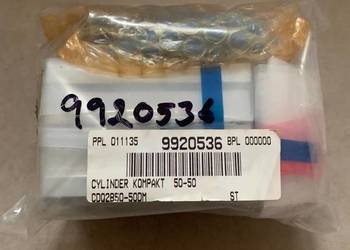 9920536
PPL 011135 9920536 BPL 000000
CYLINDER KOMPAKT 50-50
CDQ2B50-50DM ST